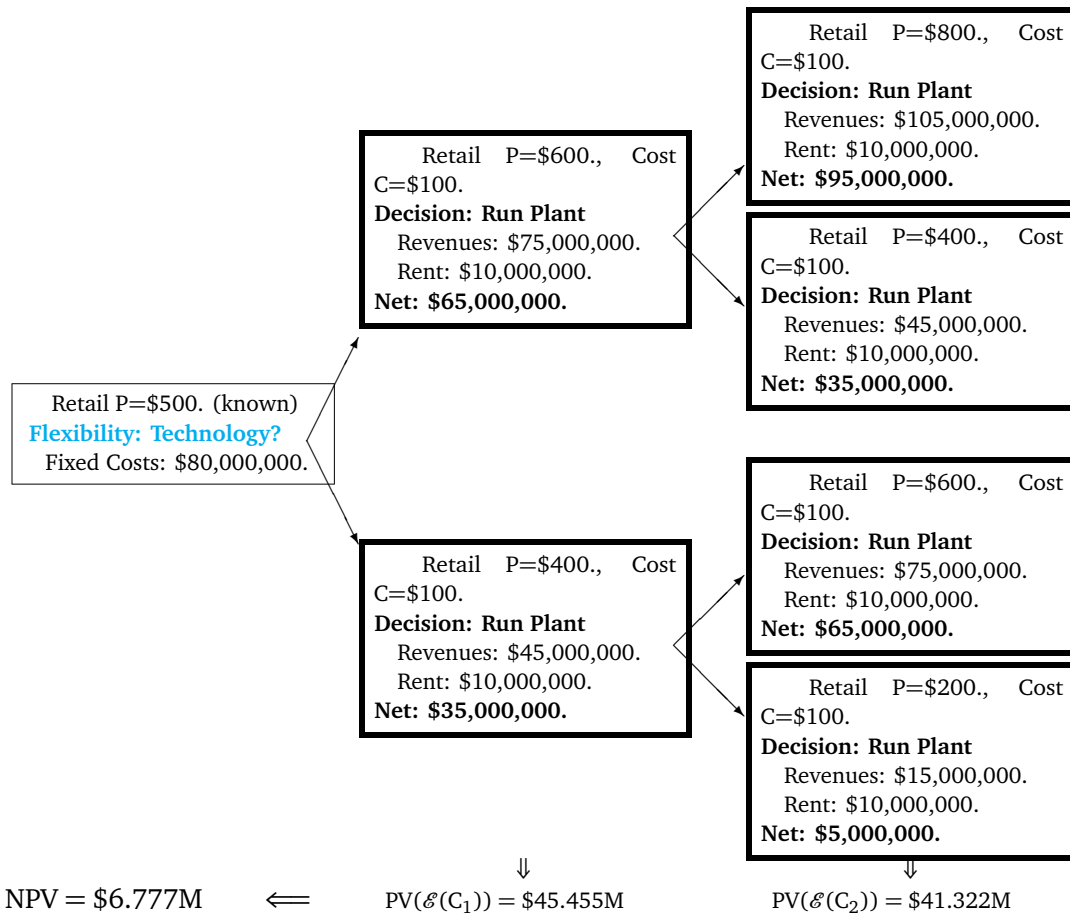 Retail P=$500. (known)
Flexibility: Technology?
Fixed Costs: $80,000,000.
Retail P=$600., Cost
C=$100.
Decision: Run Plant
Revenues: $75,000,000.
Rent: $10,000,000.
Net: $65,000,000.
Retail P=$400., Cost
C=$100.
Decision: Run Plant
Revenues: $45,000,000.
Rent: $10,000,000.
Net: $35,000,000.
Retail P=$800., Cost
C=$100.
Decision: Run Plant
Revenues: $105,000,000.
Rent: $10,000,000.
Net: $95,000,000.
Retail P=$400., Cost
C=$100.
Decision: Run Plant
Revenues: $45,000,000.
Rent: $10,000,000.
Net: $35,000,000.
Retail P=$600., Cost
C=$100.
Decision: Run Plant
Revenues: $75,000,000.
Rent: $10,000,000.
Net: $65,000,000.
Retail P=$200., Cost
C=$100.
Decision: Run Plant
Revenues: $15,000,000.
Rent: $10,000,000.
Net: $5,000,000.
⇓ ⇓
NPV = $6.777M ⟸ PV(ℰ(C₁)) = $45.455M PV(ℰ(C₂)) = $41.322M